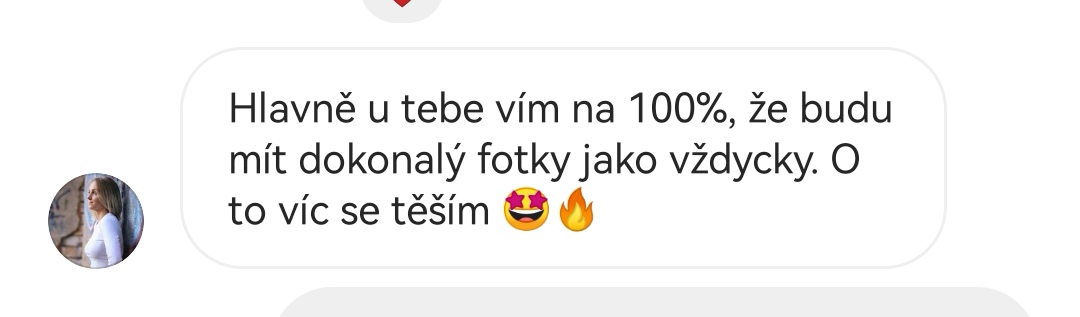 Hlavně u tebe vím na 100%, že budu
mít dokonalý fotky jako vždycky. O
to víc se těším 🤩🔥